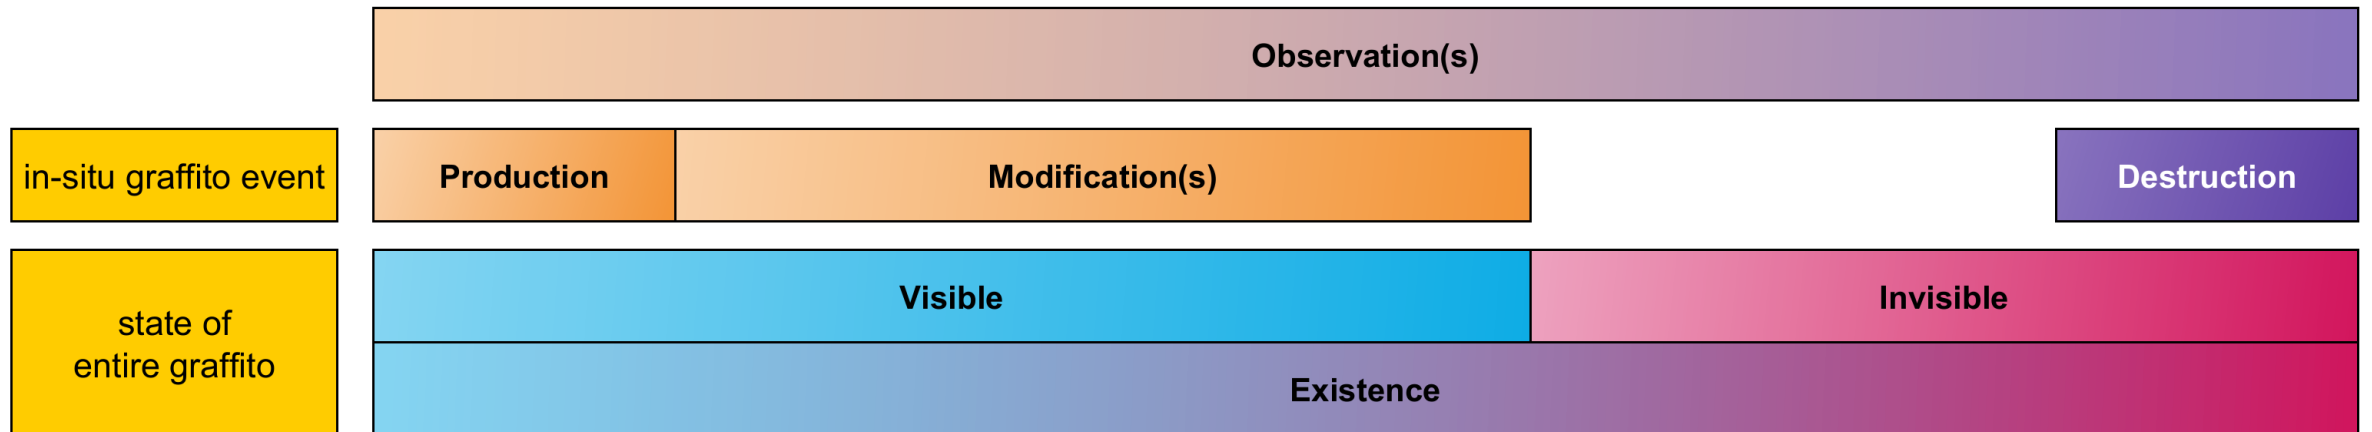 Observation(s)
in-situ graffito event
Production
Modification(s)
Destruction
state of
entire graffito
Visible
Invisible
Existence